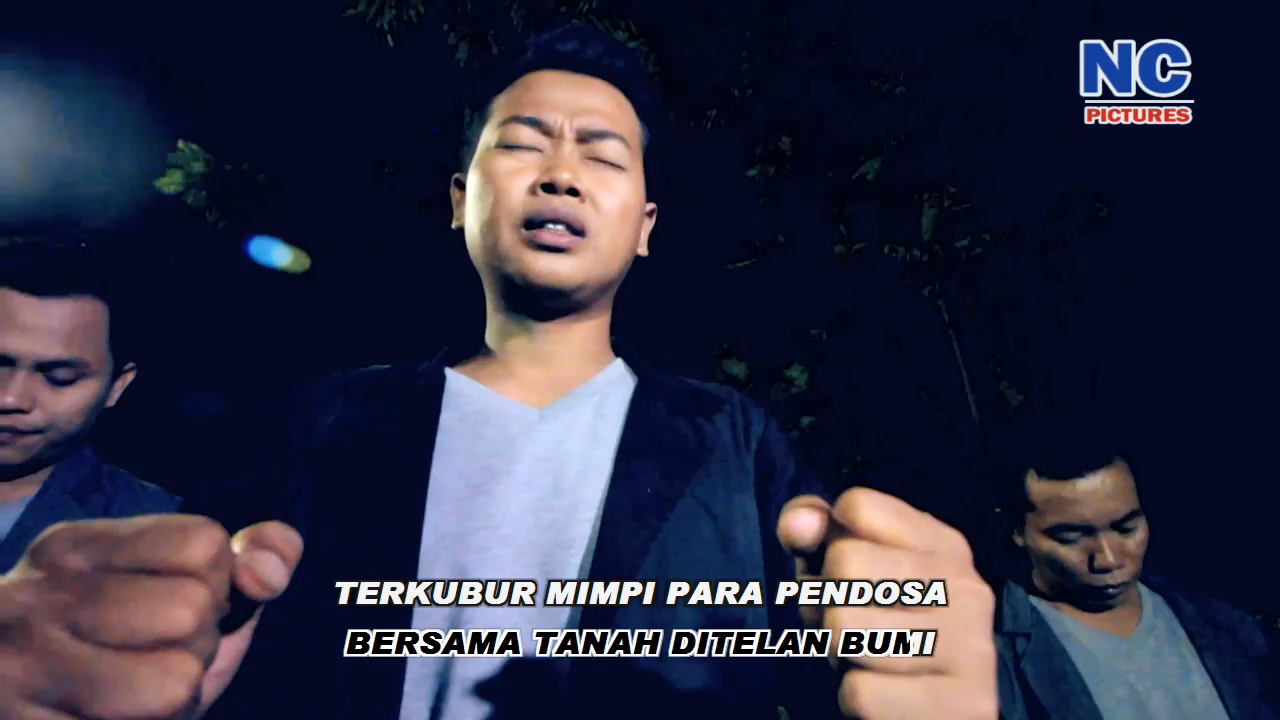 NC
PICTURES
TERKUBUR MIMPI PARA PENDOSA
BERSAMA TANAH DITELAN BUMI